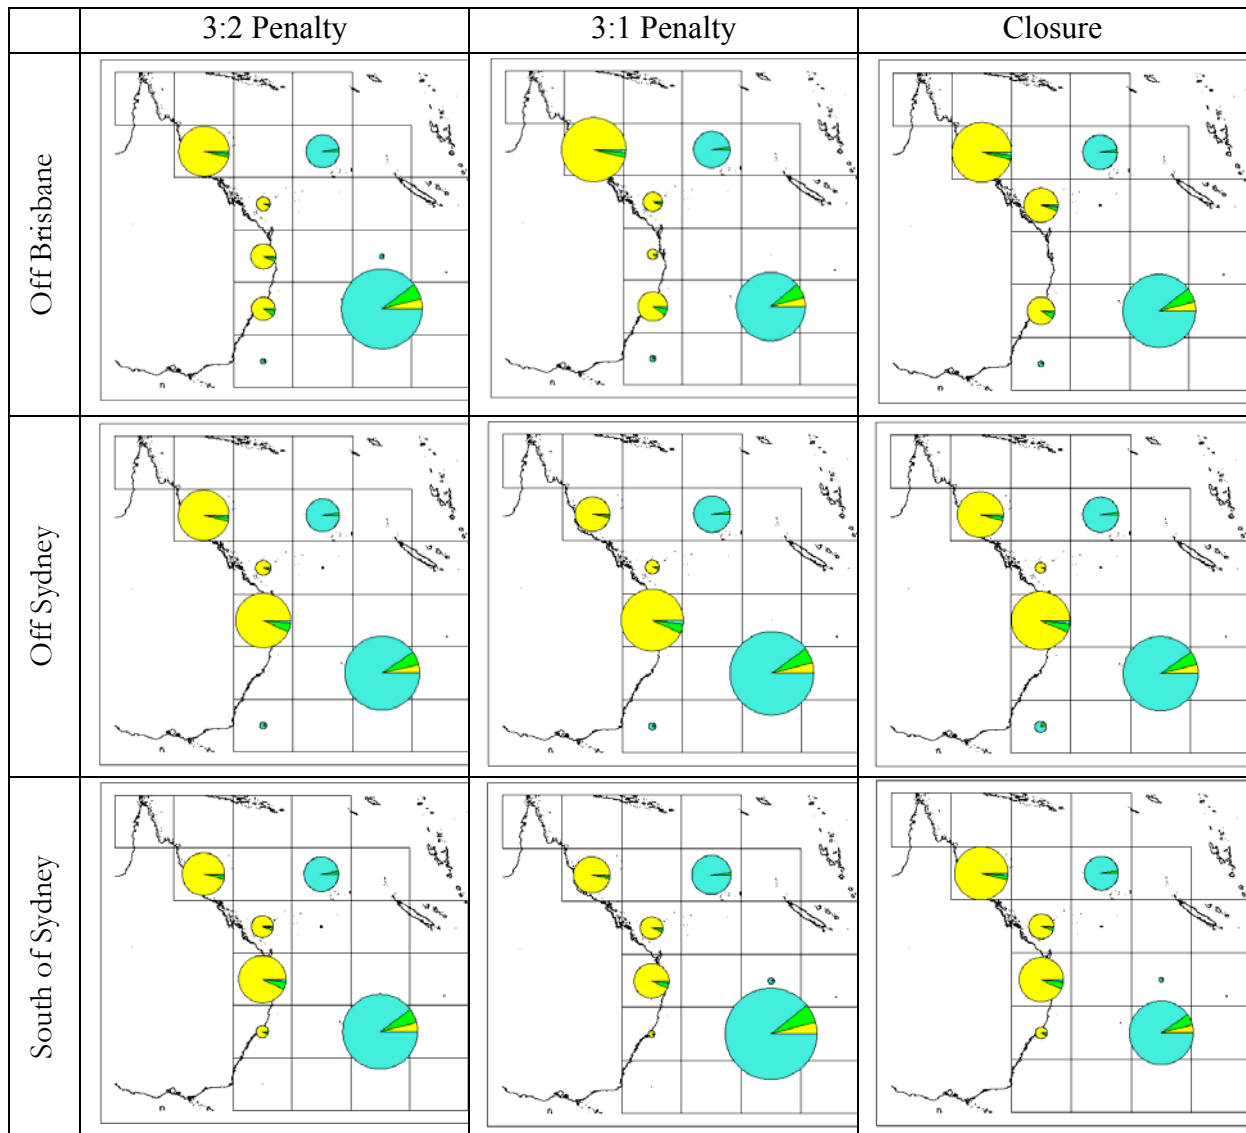 3:2 Penalty
3:1 Penalty
Closure
Off Brisbane
Off Sydney
South of Sydney